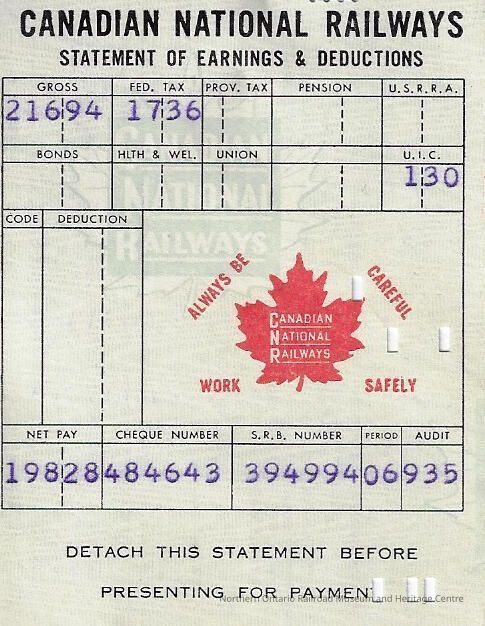 CANADIAN NATIONAL RAILWAYS
STATEMENT OF EARNINGS & DEDUCTIONS
GROSS FED. TAX PROV. TAX PENSION U.S.R.R.A.
21694 1736
BONDS HLTH & WEL. UNION U.I.C.
130
CODE DEDUCTION
NATIONAL
RAILWAYS
ALWAYS BE CAREFUL
CANADIAN
NATIONAL
RAILWAYS
WORK SAFELY
NET PAY CHEQUE NUMBER S.R.B. NUMBER PERIOD AUDIT
19828 484643 394994 06 935
DETACH THIS STATEMENT BEFORE
PRESENTING FOR PAYMENT
Northern Ontario Railroad Museum and Heritage Centre